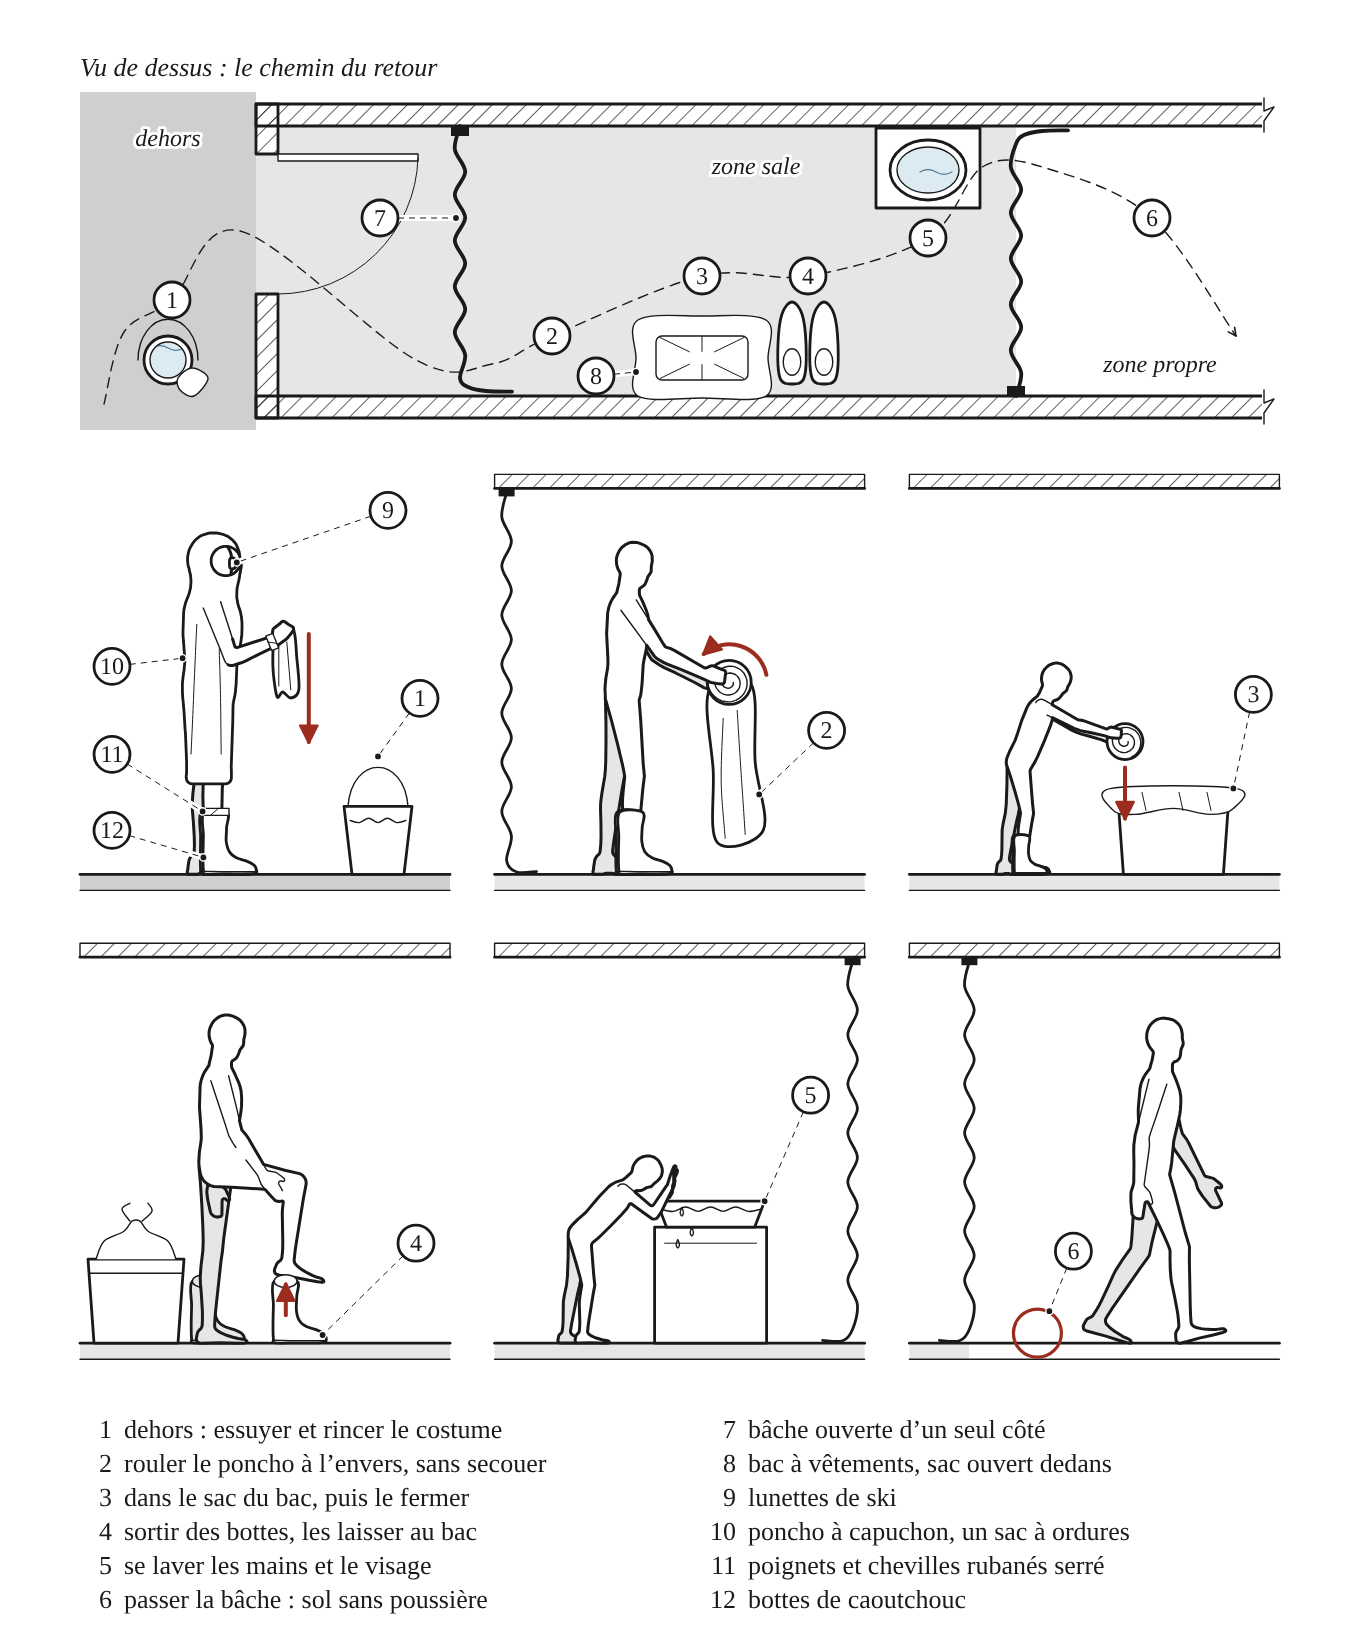 Vu de dessus : le chemin du retour
dehors
zone sale
7
6
5
1
3
4
2
8
zone propre
9
10
1
11
12
2
3
4
5
6
1 dehors : essuyer et rincer le costume
2 rouler le poncho à l’envers, sans secouer
3 dans le sac du bac, puis le fermer
4 sortir des bottes, les laisser au bac
5 se laver les mains et le visage
6 passer la bâche : sol sans poussière
7 bâche ouverte d’un seul côté
8 bac à vêtements, sac ouvert dedans
9 lunettes de ski
10 poncho à capuchon, un sac à ordures
11 poignets et chevilles rubanés serré
12 bottes de caoutchouc